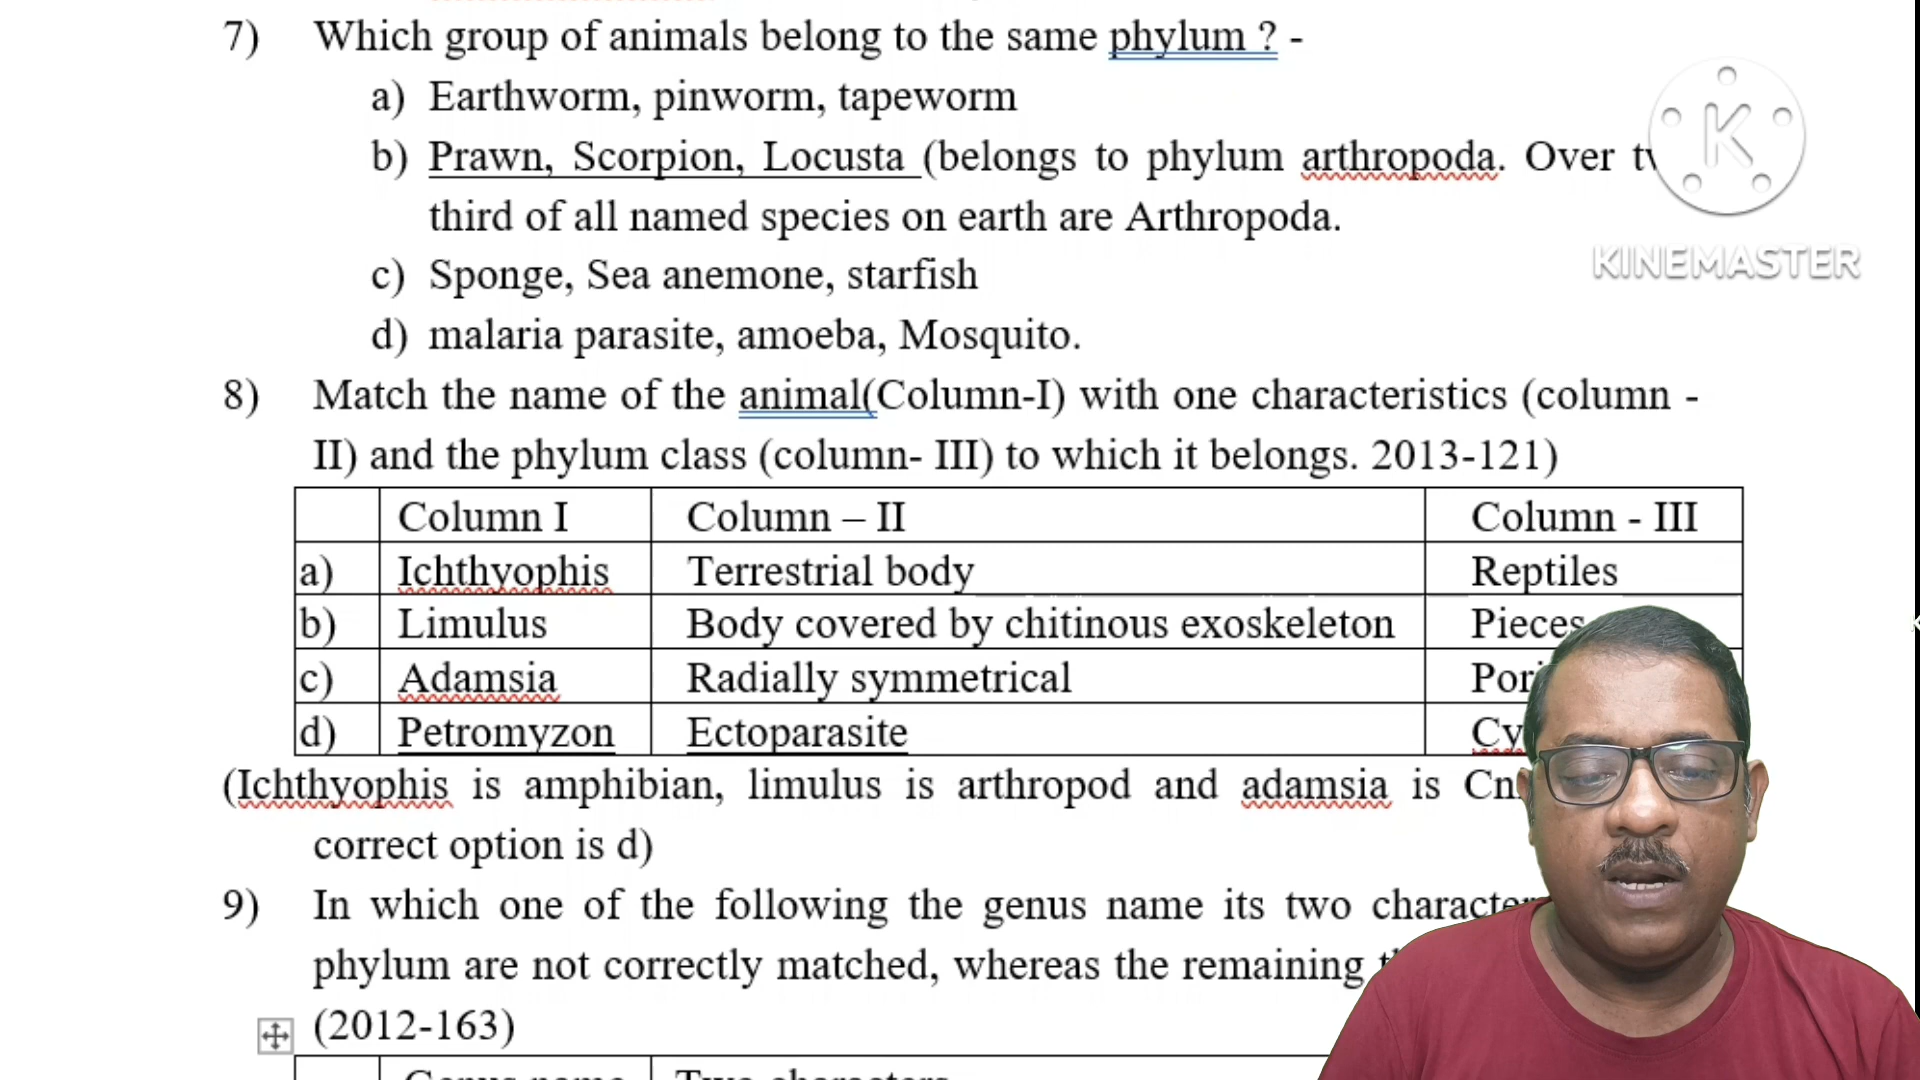 7) Which group of animals belong to the same phylum ? -
a) Earthworm, pinworm, tapeworm
b) Prawn, Scorpion, Locusta (belongs to phylum arthropoda. Over
third of all named species on earth are Arthropoda.
c) Sponge, Sea anemone, starfish
d) malaria parasite, amoeba, Mosquito.
K
KINEMASTER
8) Match the name of the animal(Column-I) with one characteristics (column -
II) and the phylum class (column- III) to which it belongs. 2013-121)
Column I Column – II Column - III
a) Ichthyophis Terrestrial body Reptiles
b) Limulus Body covered by chitinous exoskeleton Pieces
c) Adamsia Radially symmetrical
d) Petromyzon Ectoparasite
(Ichthyophis is amphibian, limulus is arthropod and adamsia is
correct option is d)
9) In which one of the following the genus name its two
phylum are not correctly matched, whereas the remaining
(2012-163)
Genus name Two characters